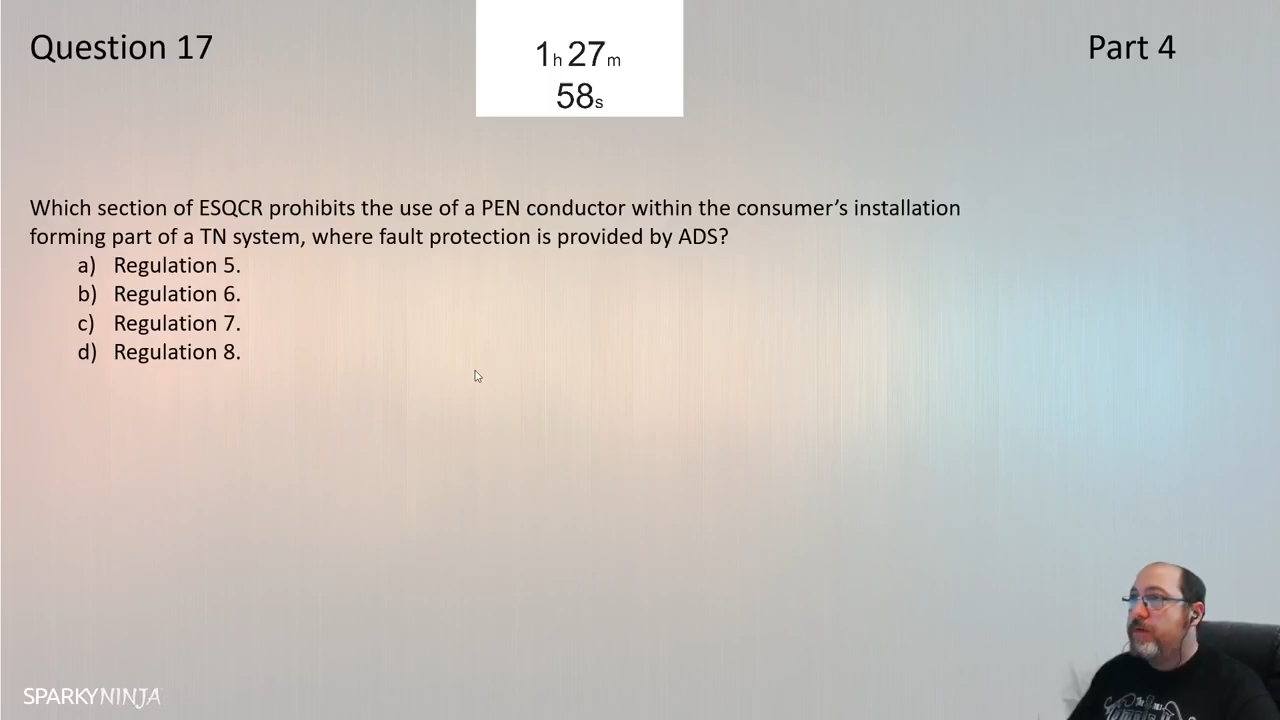 Question 17
1h 27m
58s
Part 4
Which section of ESQCR prohibits the use of a PEN conductor within the consumer’s installation
forming part of a TN system, where fault protection is provided by ADS?
a) Regulation 5.
b) Regulation 6.
c) Regulation 7.
d) Regulation 8.
SPARKYNINJA